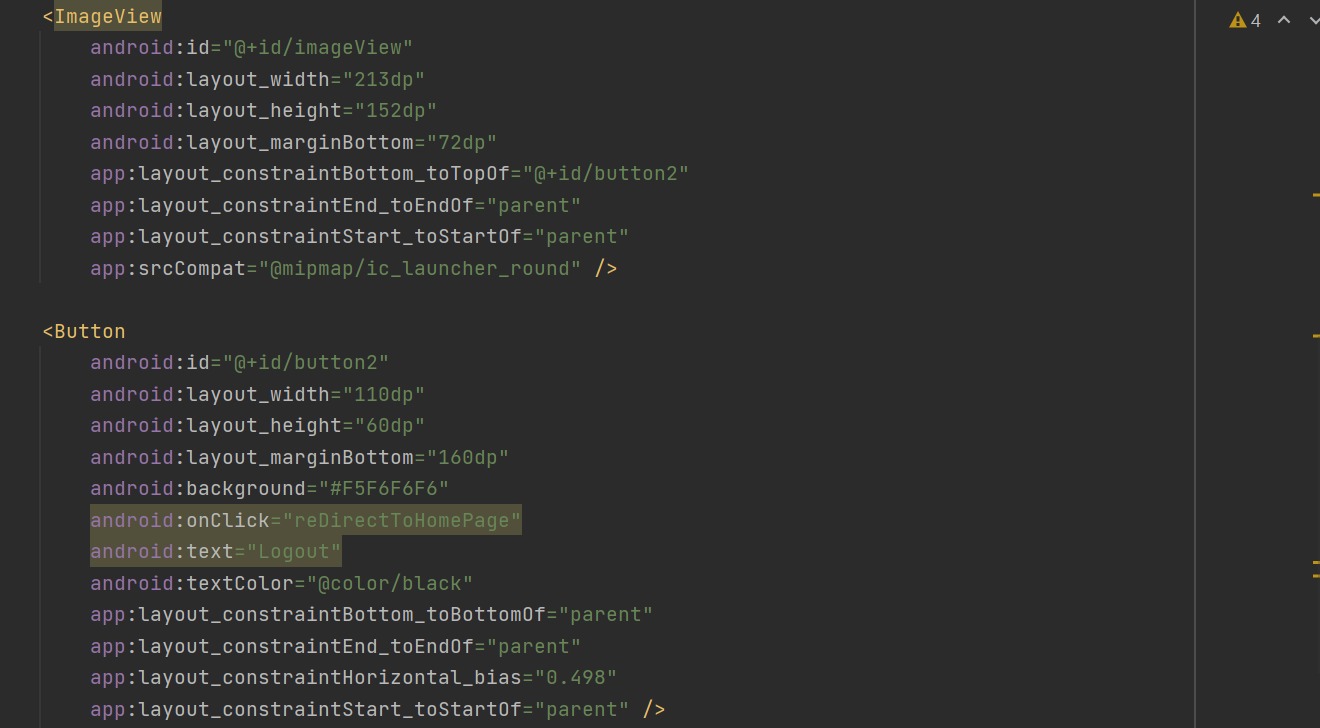 <ImageView
android:id="@+id/imageView"
android:layout_width="213dp"
android:layout_height="152dp"
android:layout_marginBottom="72dp"
app:layout_constraintBottom_toTopOf="@+id/button2"
app:layout_constraintEnd_toEndOf="parent"
app:layout_constraintStart_toStartOf="parent"
app:srcCompat="@mipmap/ic_launcher_round" />
<Button
android:id="@+id/button2"
android:layout_width="110dp"
android:layout_height="60dp"
android:layout_marginBottom="160dp"
android:background="#F5F6F6F6"
android:onClick="reDirectToHomePage"
android:text="Logout"
android:textColor="@color/black"
app:layout_constraintBottom_toBottomOf="parent"
app:layout_constraintEnd_toEndOf="parent"
app:layout_constraintHorizontal_bias="0.498"
app:layout_constraintStart_toStartOf="parent" />
4